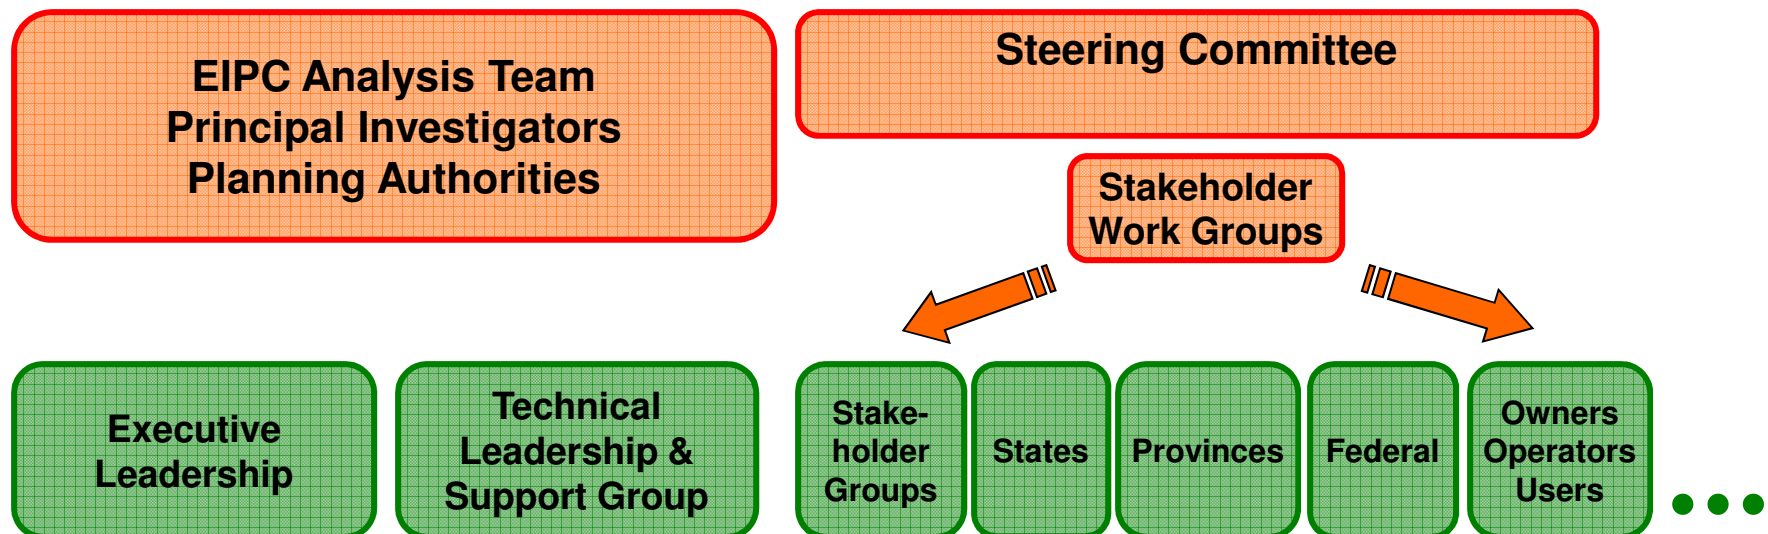 EIPC Analysis Team
Principal Investigators
Planning Authorities
Steering Committee
Stakeholder
Work Groups
Executive
Leadership
Technical
Leadership &
Support Group
Stake-
holder
Groups
States
Provinces
Federal
Owners
Operators
Users